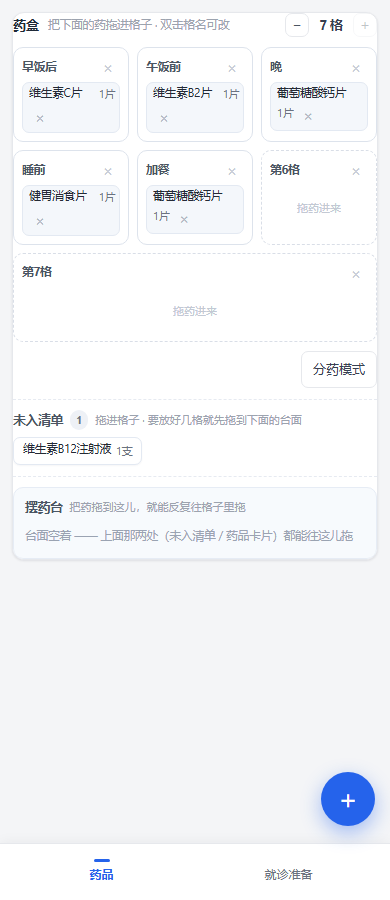 药盒 把下面的药拖进格子 · 双击格名可改 − 7 格 +
早饭后 × 午饭前 × 晚 ×
维生素C片 1片 × 维生素B2片 1片 × 葡萄糖酸钙片 1片 ×
睡前 × 加餐 × 第6格 ×
健胃消食片 1片 × 葡萄糖酸钙片 1片 × 拖药进来
第7格 ×
拖药进来
分药模式
未入清单 1 拖进格子 · 要放好几格就先拖到下面的台面
维生素B12注射液 1支
摆药台 把药拖到这儿，就能反复往格子里拖
台面空着 —— 上面那两处（未入清单 / 药品卡片）都能往这儿拖
+
药品 就诊准备